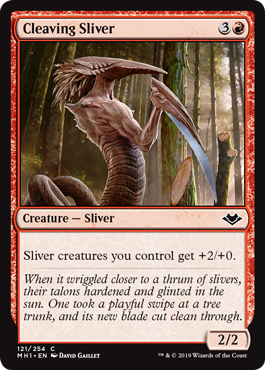 Cleaving Sliver 3
Creature — Sliver
Sliver creatures you control get +2/+0.
When it wriggled closer to a thrum of slivers,
their talons hardened and glinted in the
sun. One took a playful swipe at a tree
trunk, and its new blade cut clean through.
2/2
121/254 C
MH1 • EN DAVID GAILLET
™ & © 2019 Wizards of the Coast